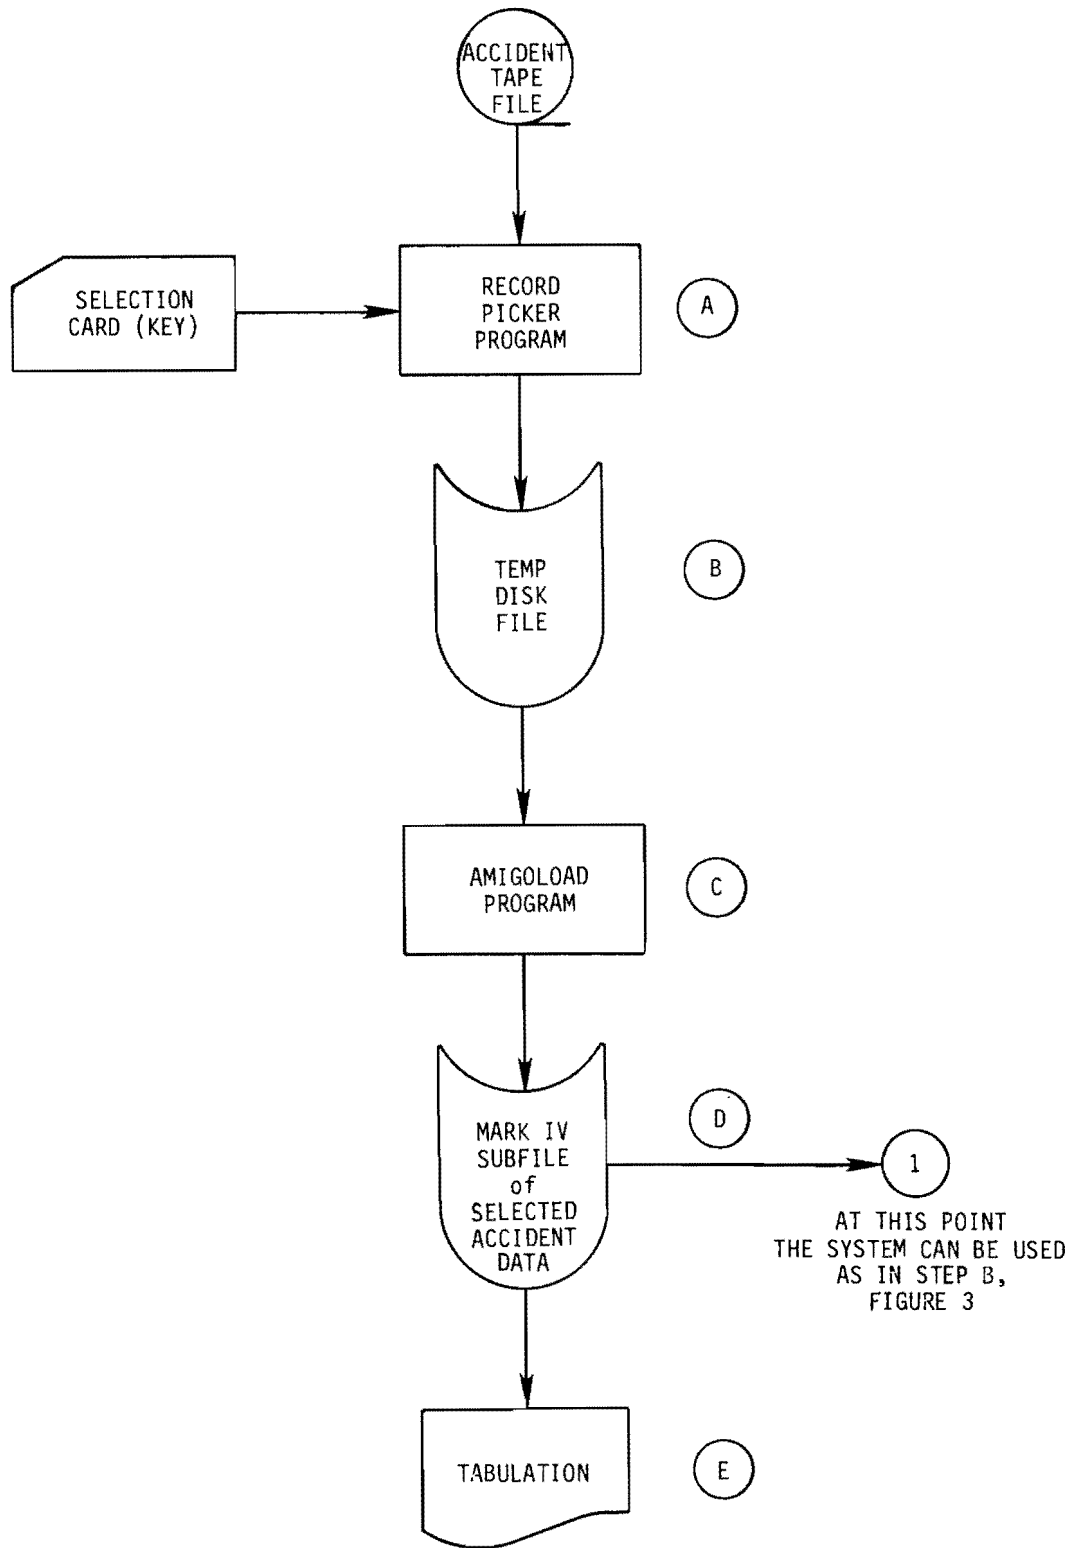 ACCIDENT
TAPE
FILE
SELECTION
CARD (KEY)
RECORD
PICKER
PROGRAM
A
TEMP
DISK
FILE
B
AMIGOLOAD
PROGRAM
C
MARK IV
SUBFILE
of
SELECTED
ACCIDENT
DATA
D
1
AT THIS POINT
THE SYSTEM CAN BE USED
AS IN STEP B,
FIGURE 3
TABULATION
E